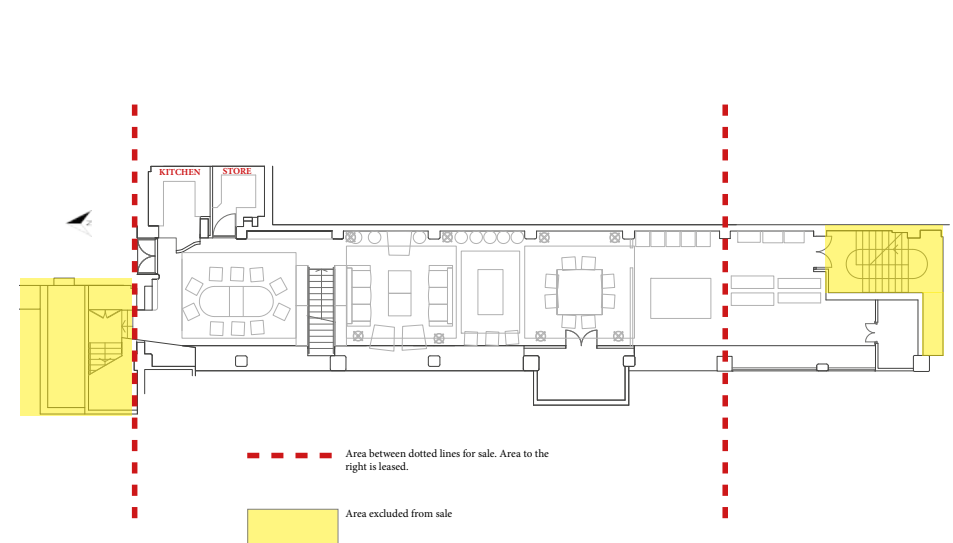 KITCHEN
STORE
Z
Area between dotted lines for sale. Area to the
right is leased.
Area excluded from sale